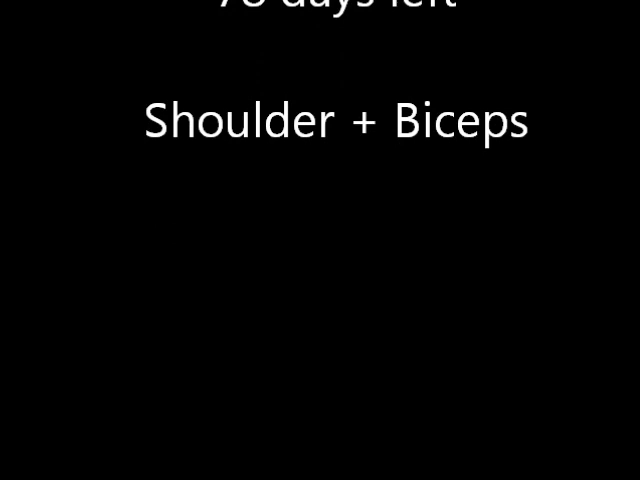 days left
Shoulder + Biceps